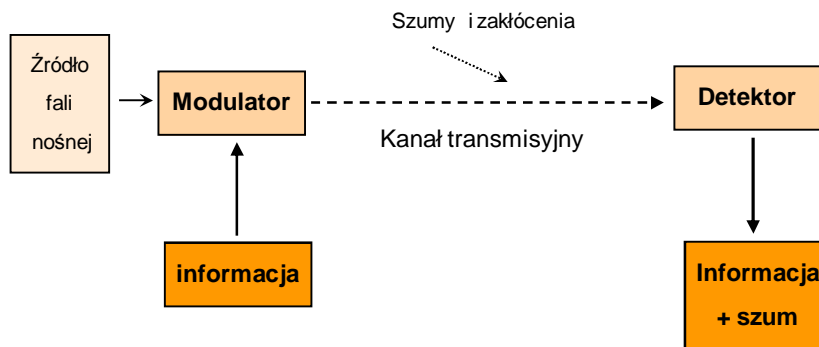 Szumy i zakłócenia
Źródło
fali
nośnej
Modulator
Detektor
Kanał transmisyjny
informacja
Informacja
+ szum